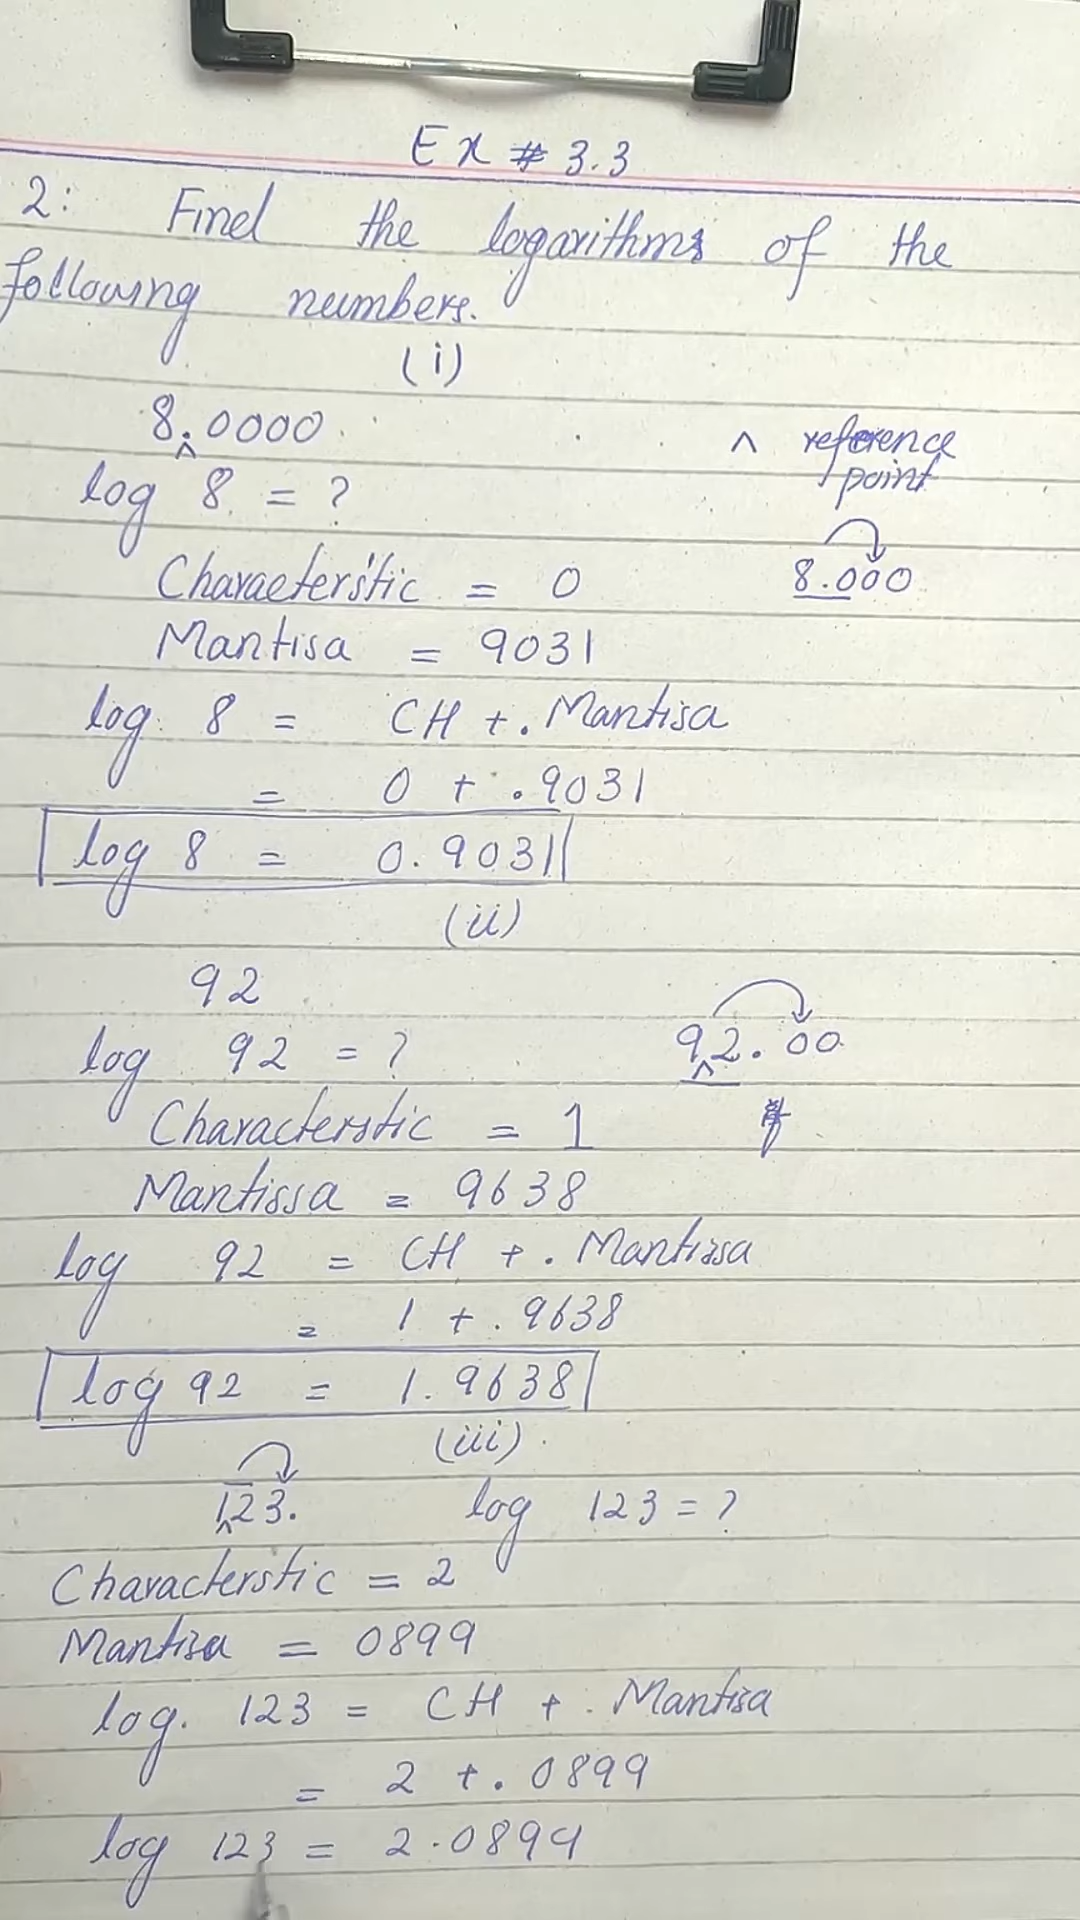 Ex # 3.3
2: Find the logarithms of the
following numbers.
(i)
8.0000
^
^ reference
point
log 8 = ?
8.000
Characterstic = 0
Mantisa = 9031
log 8 = CH + . Mantisa
= 0 + .9031
log 8 = 0.9031
(ii)
92
log 92 = ?
92.00
^
Characterstic = 1
Mantissa = 9638
log 92 = CH + . Mantissa
= 1 + .9638
log 92 = 1.9638
(iii)
123.
^
log 123 = ?
Characterstic = 2
Mantisa = 0899
log. 123 = CH + . Mantisa
= 2 + .0899
log 123 = 2.0899